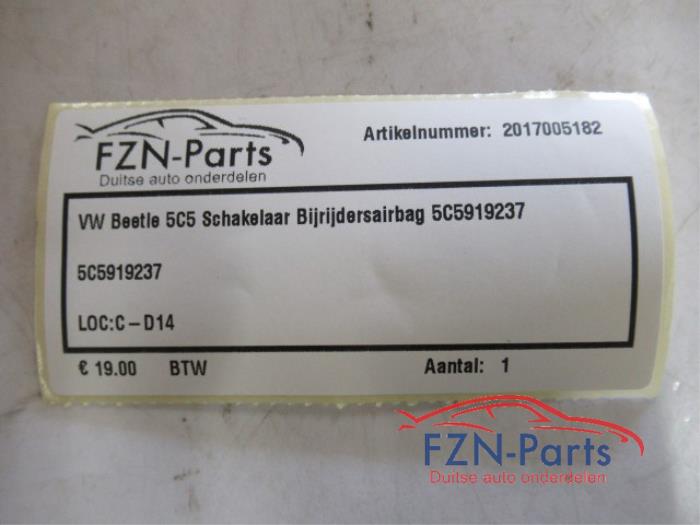 FZN-Parts
Duitse auto onderdelen
Artikelnummer: 2017005182
VW Beetle 5C5 Schakelaar Bijrijdersairbag 5C5919237
5C5919237
LOC:C-D14
€ 19.00 BTW Aantal: 1
FZN-Parts
Duitse auto onderdelen